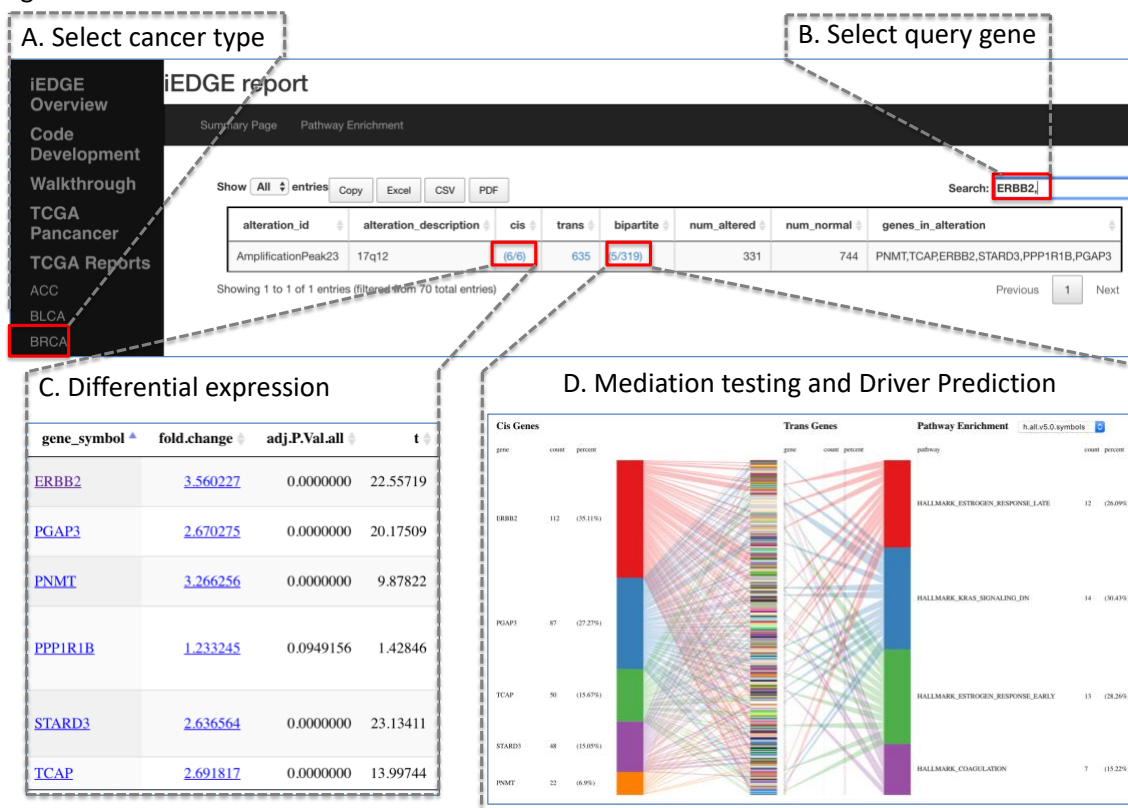 A. Select cancer type
B. Select query gene
iEDGE Overview
Code Development
Walkthrough
TCGA Pancancer
TCGA Reports
ACC
BLCA
BRCA
iEDGE report
Summary Page Pathway Enrichment
Show All entries Copy Excel CSV PDF
Search: ERBB2,
alteration_id alteration_description cis trans bipartite num_altered num_normal genes_in_alteration
AmplificationPeak23 17q12 (6/6) 635 (5/319) 331 744 PNMT,TCAP,ERBB2,STARD3,PPP1R1B,PGAP3
Showing 1 to 1 of 1 entries (filtered from 70 total entries)
Previous 1 Next
C. Differential expression
gene_symbol fold.change adj.P.Val.all t
ERBB2 3.560227 0.0000000 22.55719
PGAP3 2.670275 0.0000000 20.17509
PNMT 3.266256 0.0000000 9.87822
PPP1R1B 1.233245 0.0949156 1.42846
STARD3 2.636564 0.0000000 23.13411
TCAP 2.691817 0.0000000 13.99744
D. Mediation testing and Driver Prediction
Cis Genes Trans Genes Pathway Enrichment h.all.v5.0.symbols
gene count percent gene count percent pathway count percent
ERBB2 112 (35.11%)
PGAP3 87 (27.27%)
TCAP 50 (15.67%)
STARD3 48 (15.05%)
PNMT 22 (6.9%)
HALLMARK_ESTROGEN_RESPONSE_LATE 12 (26.09%)
HALLMARK_KRAS_SIGNALING_DN 14 (30.43%)
HALLMARK_ESTROGEN_RESPONSE_EARLY 13 (28.26%)
HALLMARK_COAGULATION 7 (15.22%)